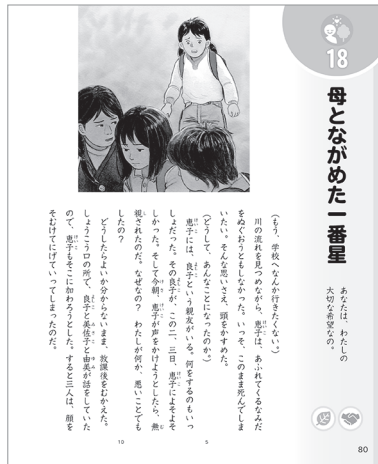 18
母とながめた一番星
あなたは、わたしの
大切な希望なの。
(もう、学校へなんか行きたくない。)
川の流れを見つめながら、恵子は、あふれてくるなみだ
をぬぐおうともしなかった。いっそ、このまま死んでしま
いたい。そんな思いさえ、頭をかすめた。
(どうして、あんなことになったのか。)
恵子には、良子という親友がいる。何をするのもいっ
しょだった。その良子が、この二、三日、恵子によそよそ
しかった。そして今朝、恵子が声をかけようとしたら、無
視されたのだ。なぜなの？ わたしが何か、悪いことでも
したの？
どうしたらよいか分からないまま、放課後をむかえた。
しょうこう口の所で、良子と美佐子と由美が話をしていた
ので、恵子もそこに加わろうとした。すると三人は、顔を
そむけてにげていってしまったのだ。
5
10
80